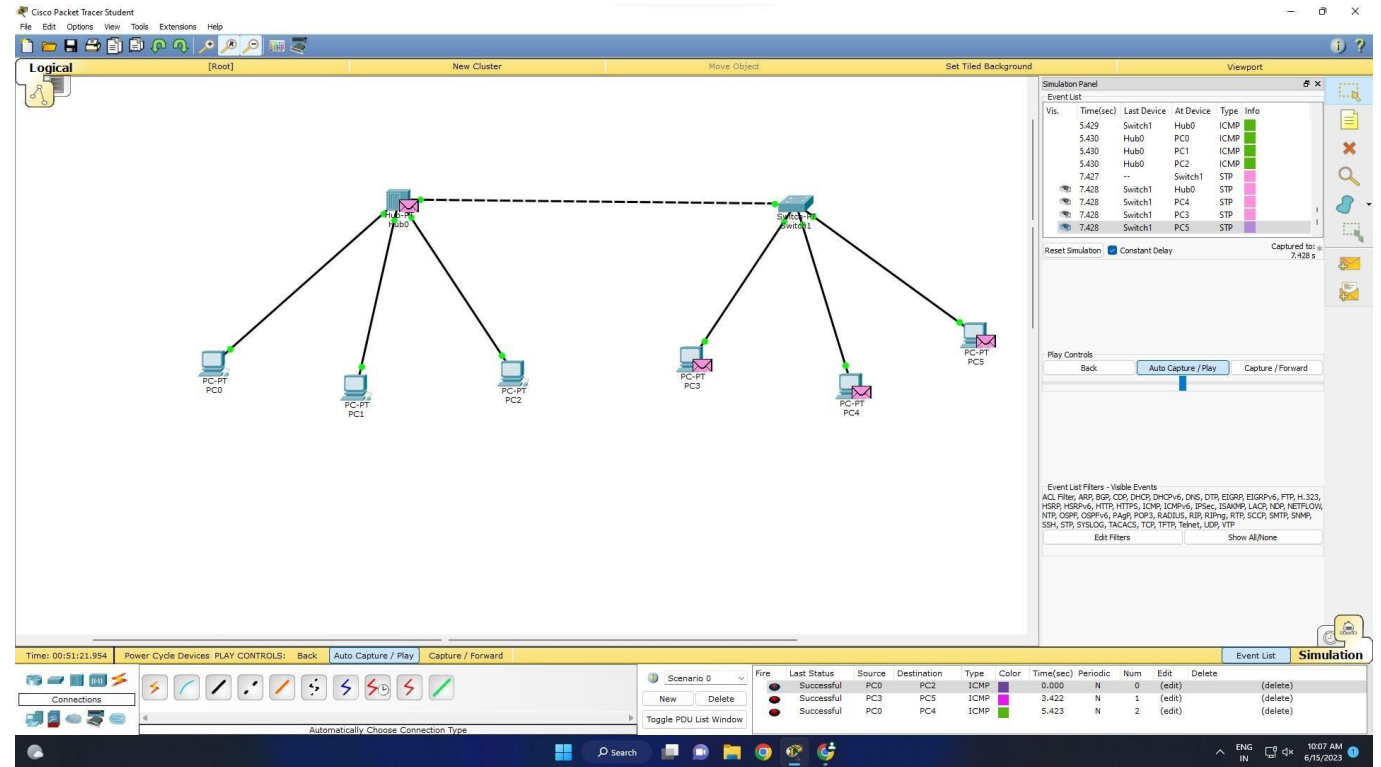 Cisco Packet Tracer Student
File Edit Options View Tools Extensions Help
Logical [Root] New Cluster Move Object Set Tiled Background Viewport
Simulation Panel
Event List
Vis. Time(sec) Last Device At Device Type Info
5.429 Switch1 Hub0 ICMP
5.430 Hub0 PC0 ICMP
5.430 Hub0 PC1 ICMP
5.430 Hub0 PC2 ICMP
7.427 -- Switch1 STP
7.428 Switch1 Hub0 STP
7.428 Switch1 PC4 STP
7.428 Switch1 PC3 STP
7.428 Switch1 PC5 STP
Reset Simulation Constant Delay Captured to: *
7.428 s
Hub-PT
Hub0
Switch-PT
Switch1
PC-PT
PC0
PC-PT
PC1
PC-PT
PC2
PC-PT
PC3
PC-PT
PC4
PC-PT
PC5
Play Controls
Back Auto Capture / Play Capture / Forward
Event List Filters - Visible Events
ACL Filter, ARP, BGP, CDP, DHCP, DHCPv6, DNS, DTP, EIGRP, EIGRPv6, FTP, H.323,
HSRP, HSRPv6, HTTP, HTTPS, ICMP, ICMPv6, IPSec, ISAKMP, LACP, NDP, NETFLOW,
NTP, OSPF, OSPFv6, PAgP, POP3, RADIUS, RIP, RIPng, RTP, SCCP, SMTP, SNMP,
SSH, STP, SYSLOG, TACACS, TCP, TFTP, Telnet, UDP, VTP
Edit Filters Show All/None
Time: 00:51:21.954 Power Cycle Devices PLAY CONTROLS: Back Auto Capture / Play Capture / Forward Event List Simulation
Connections
Automatically Choose Connection Type
Scenario 0
New Delete
Toggle PDU List Window
Fire Last Status Source Destination Type Color Time(sec) Periodic Num Edit Delete
Successful PC0 PC2 ICMP 0.000 N 0 (edit) (delete)
Successful PC3 PC5 ICMP 3.422 N 1 (edit) (delete)
Successful PC0 PC4 ICMP 5.423 N 2 (edit) (delete)
Search
ENG
IN
10:07 AM
6/15/2023
1